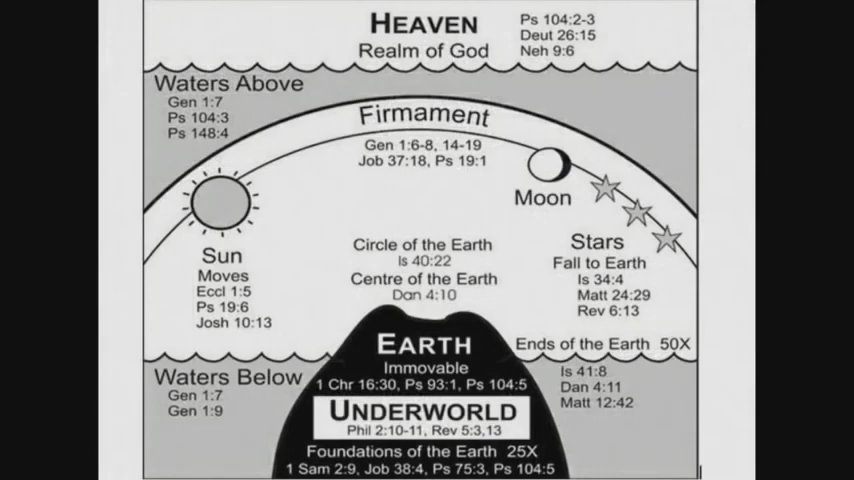 HEAVEN
Realm of God
Ps 104:2-3
Deut 26:15
Neh 9:6
Waters Above
Gen 1:7
Ps 104:3
Ps 148:4
Firmament
Gen 1:6-8, 14-19
Job 37:18, Ps 19:1
Moon
Sun
Moves
Eccl 1:5
Ps 19:6
Josh 10:13
Circle of the Earth
Is 40:22
Centre of the Earth
Dan 4:10
Stars
Fall to Earth
Is 34:4
Matt 24:29
Rev 6:13
Ends of the Earth 50X
Is 41:8
Dan 4:11
Matt 12:42
Waters Below
Gen 1:7
Gen 1:9
EARTH
Immovable
1 Chr 16:30, Ps 93:1, Ps 104:5
UNDERWORLD
Phil 2:10-11, Rev 5:3,13
Foundations of the Earth 25X
1 Sam 2:9, Job 38:4, Ps 75:3, Ps 104:5